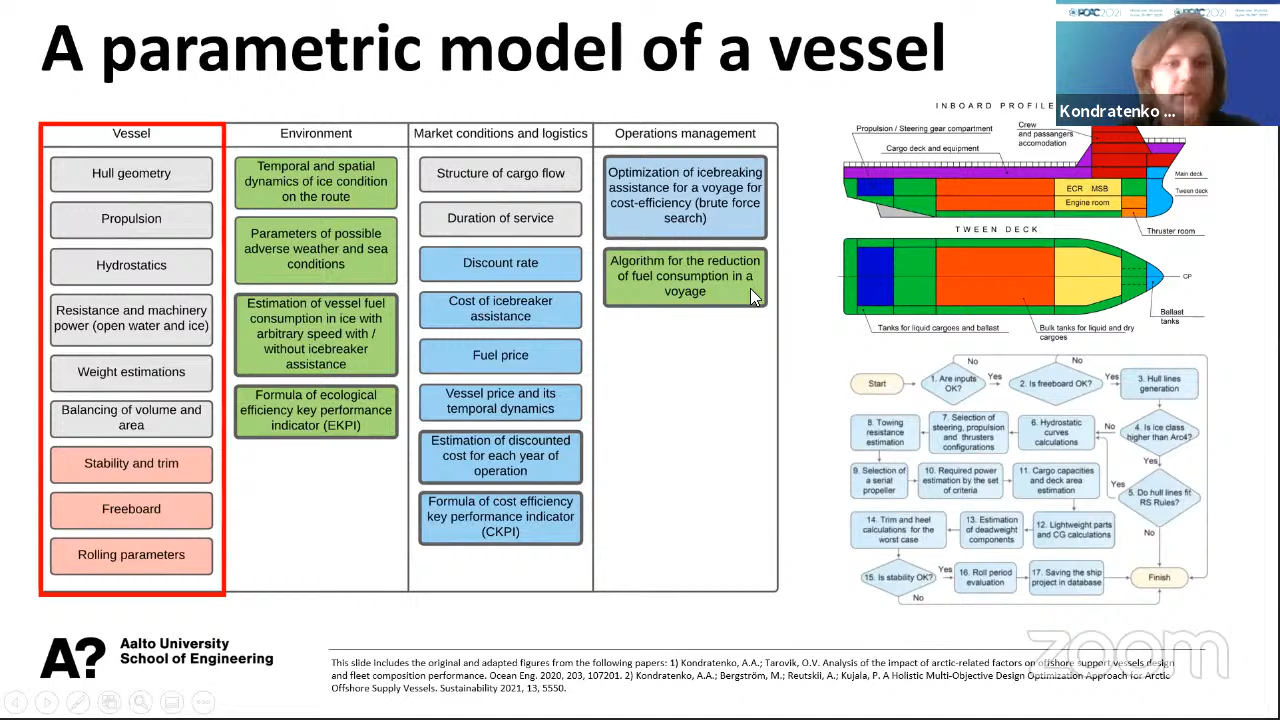 A parametric model of a vessel
POAC2021
POAC2021
Kondratenko ...
Vessel
Hull geometry
Propulsion
Hydrostatics
Resistance and machinery
power (open water and ice)
Weight estimations
Balancing of volume and
area
Stability and trim
Freeboard
Rolling parameters
Environment
Temporal and spatial
dynamics of ice condition
on the route
Parameters of possible
adverse weather and sea
conditions
Estimation of vessel fuel
consumption in ice with
arbitrary speed with /
without icebreaker
assistance
Formula of ecological
efficiency key performance
indicator (EKPI)
Market conditions and logistics
Structure of cargo flow
Duration of service
Discount rate
Cost of icebreaker
assistance
Fuel price
Vessel price and its
temporal dynamics
Estimation of discounted
cost for each year of
operation
Formula of cost efficiency
key performance indicator
(CKPI)
Operations management
Optimization of icebreaking
assistance for a voyage for
cost-efficiency (brute force
search)
Algorithm for the reduction
of fuel consumption in a
voyage
INBOARD PROFILE
Propulsion / Steering gear compartment
Crew
and passengers
accomodation
Cargo deck and equipment
Main deck
Tween deck
ECR MSB
Engine room
Thruster room
TWEEN DECK
CP
Ballast
tanks
Tanks for liquid cargoes and ballast
Bulk tanks for liquid and dry
cargoes
No
No
Start
1. Are inputs
OK?
Yes
2. Is freeboard OK?
Yes
3. Hull lines
generation
8. Towing
resistance
estimation
7. Selection of
steering, propulsion
and thrusters
configurations
6. Hydrostatic
curves
calculations
No
4. Is ice class
higher than Arc4?
Yes
9. Selection of
a serial
propeller
10. Required power
estimation by the set
of criteria
11. Cargo capacities
and deck area
estimation
Yes
5. Do hull lines fit
RS Rules?
14. Trim and heel
calculations for the
worst case
13. Estimation
of deadweight
components
12. Lightweight parts
and CG calculations
No
15. Is stability OK?
Yes
16. Roll period
evaluation
17. Saving the ship
project in database
Finish
No
A?
Aalto University
School of Engineering
zoom
This slide includes the original and adapted figures from the following papers: 1) Kondratenko, A.A.; Tarovik, O.V. Analysis of the impact of arctic-related factors on offshore support vessels design
and fleet composition performance. Ocean Eng. 2020, 203, 107201. 2) Kondratenko, A.A.; Bergström, M.; Reutskii, A.; Kujala, P. A Holistic Multi-Objective Design Optimization Approach for Arctic
Offshore Supply Vessels. Sustainability 2021, 13, 5550.